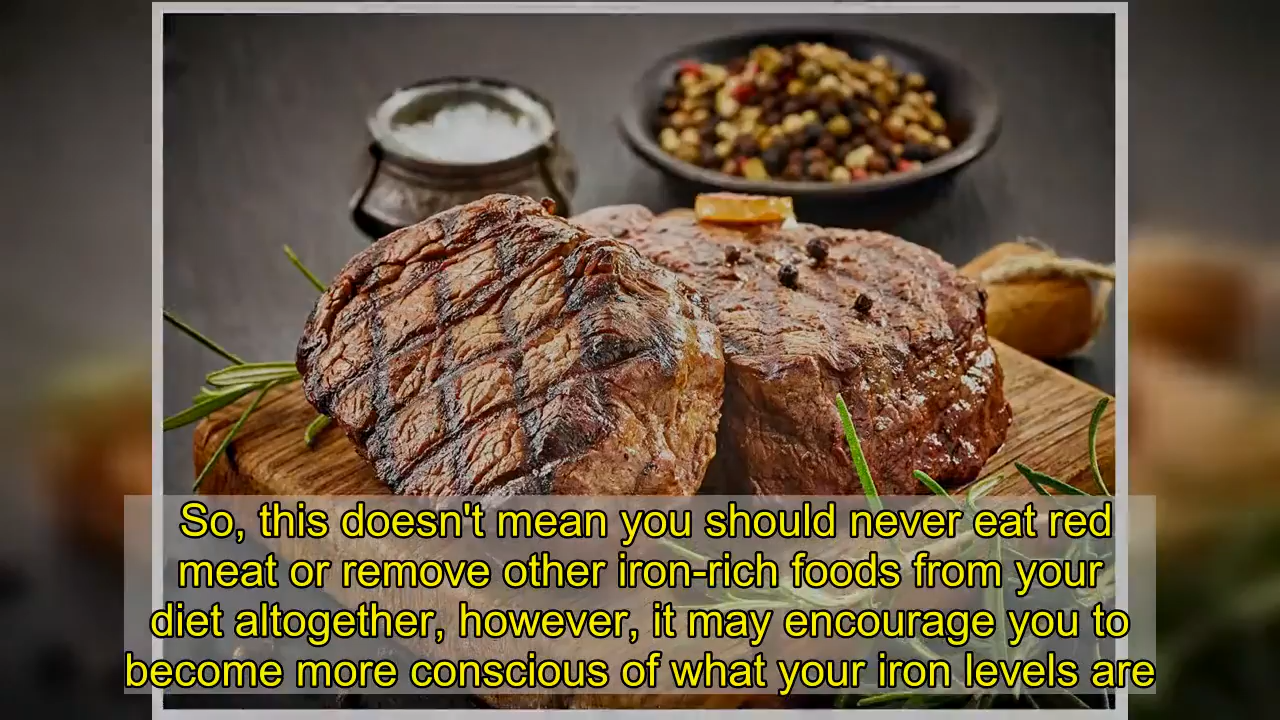 So, this doesn't mean you should never eat red
meat or remove other iron-rich foods from your
diet altogether, however, it may encourage you to
become more conscious of what your iron levels are